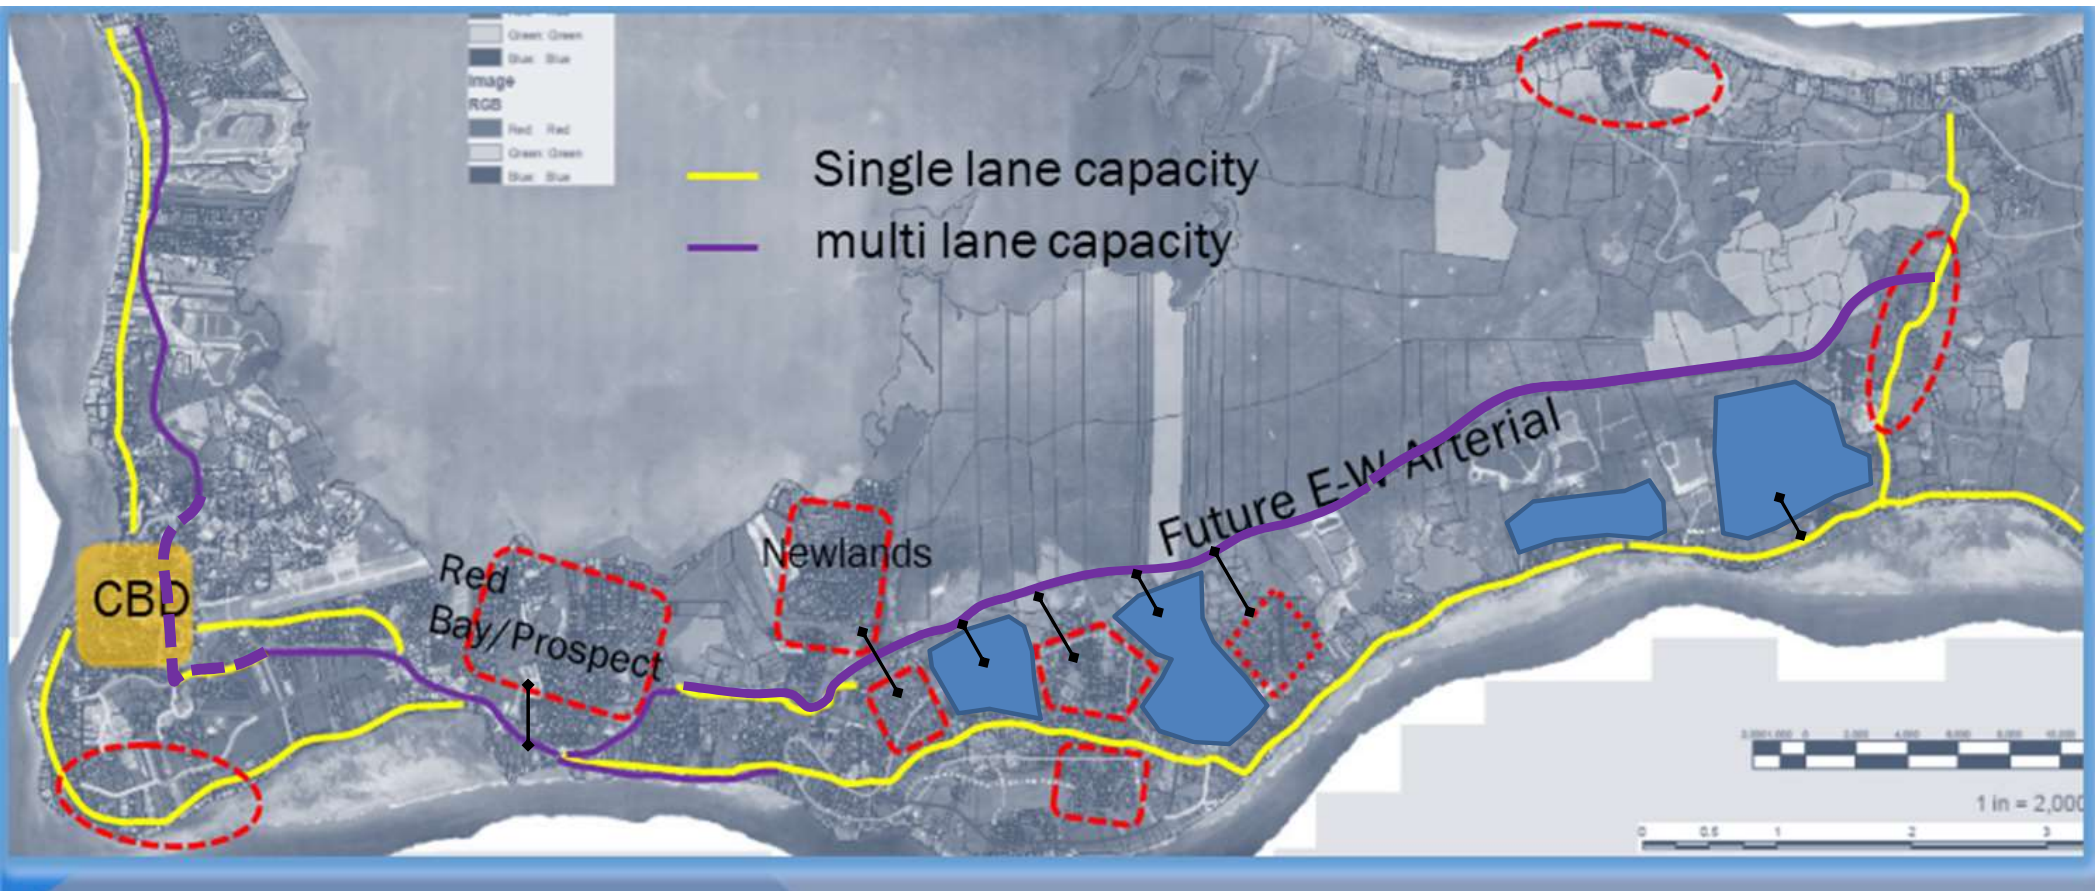 Green: Green
Blue: Blue
Image
RGB
Red: Red
Green: Green
Blue: Blue
Single lane capacity
multi lane capacity
Future E-W Arterial
Newlands
Red
Bay/Prospect
CBD
1 in = 2,000
0 0.5 1 2 3